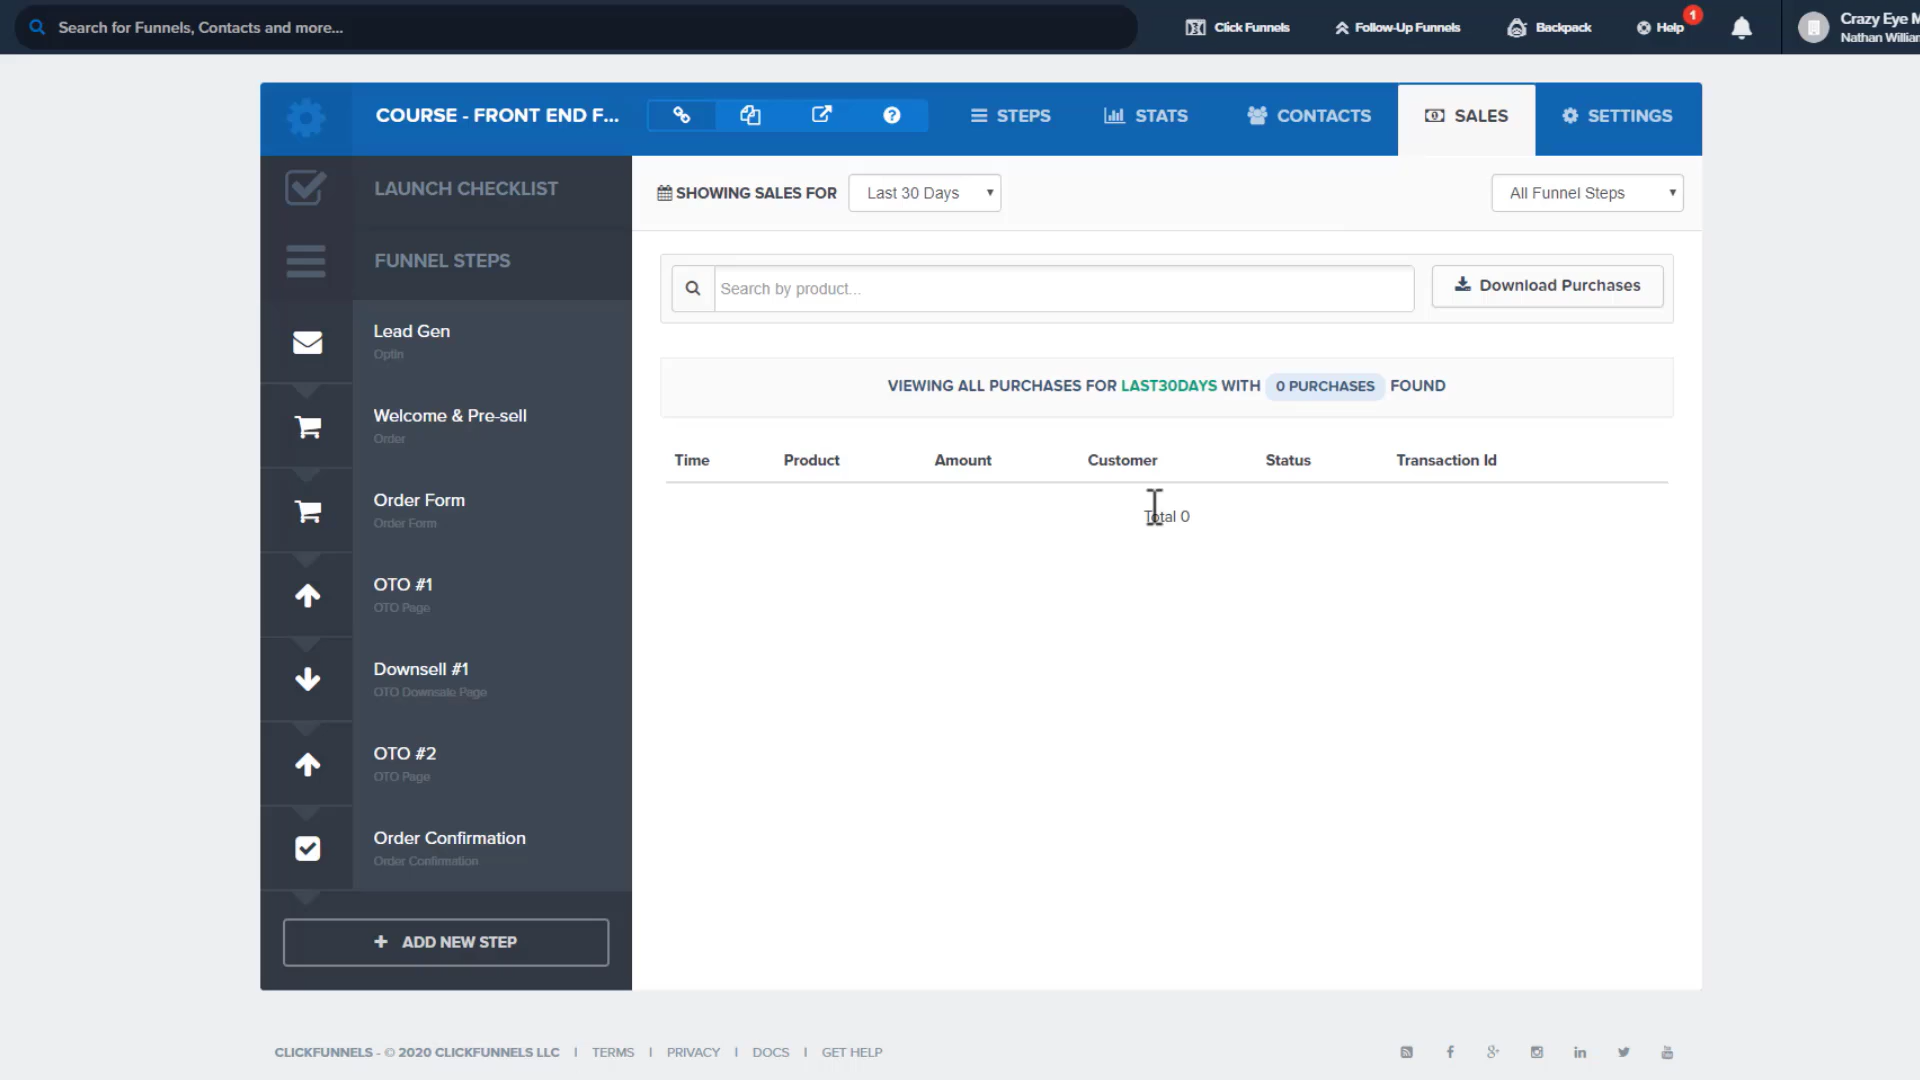 Search for Funnels, Contacts and more...
Click Funnels
Follow-Up Funnels
Backpack
Help
1
Crazy Eye M
Nathan Willian
COURSE - FRONT END F...
STEPS
STATS
CONTACTS
SALES
SETTINGS
LAUNCH CHECKLIST
FUNNEL STEPS
Lead Gen
Optin
Welcome & Pre-sell
Order
Order Form
Order Form
OTO #1
OTO Page
Downsell #1
OTO Downsale Page
OTO #2
OTO Page
Order Confirmation
Order Confirmation
+ ADD NEW STEP
SHOWING SALES FOR
Last 30 Days
All Funnel Steps
Search by product...
Download Purchases
VIEWING ALL PURCHASES FOR LAST30DAYS WITH 0 PURCHASES FOUND
Time Product Amount Customer Status Transaction Id
Total 0
CLICKFUNNELS - © 2020 CLICKFUNNELS LLC | TERMS | PRIVACY | DOCS | GET HELP